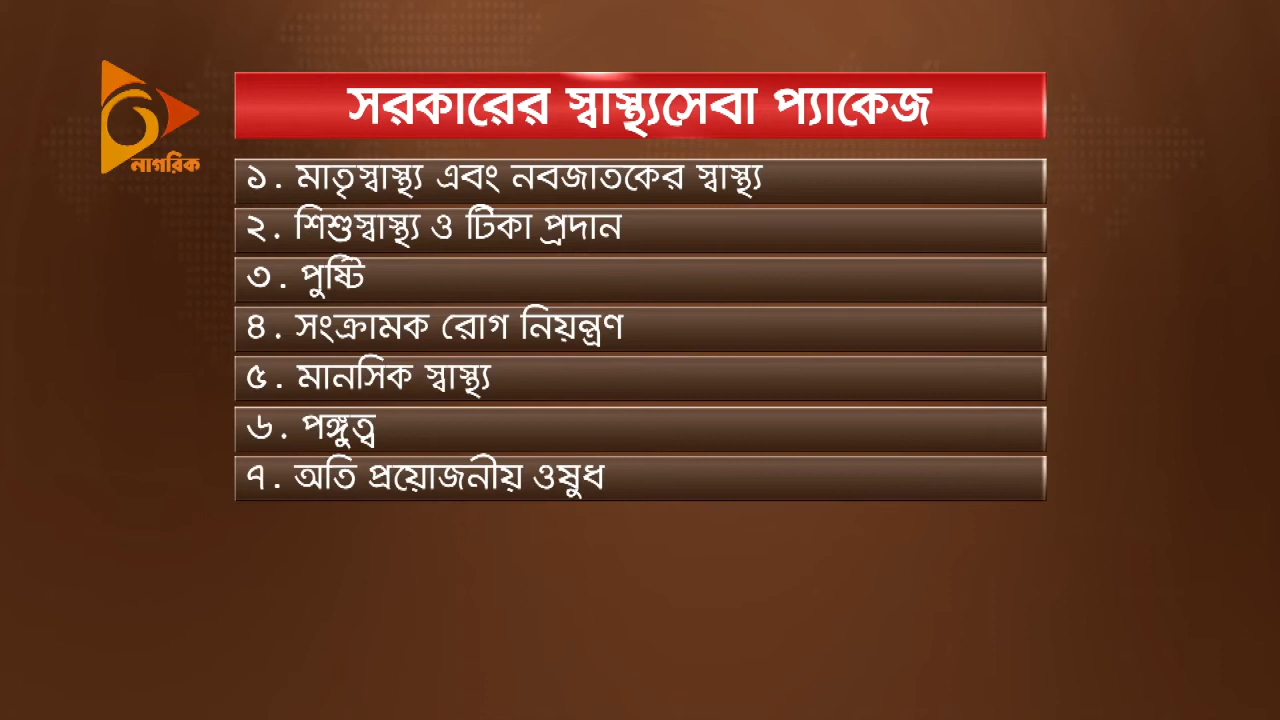 সরকারের স্বাস্থ্যসেবা প্যাকেজ
নাগরিক
১. মাতৃস্বাস্থ্য এবং নবজাতকের স্বাস্থ্য
২. শিশুস্বাস্থ্য ও টিকা প্রদান
৩. পুষ্টি
৪. সংক্রামক রোগ নিয়ন্ত্রণ
৫. মানসিক স্বাস্থ্য
৬. পঙ্গুত্ব
৭. অতি প্রয়োজনীয় ওষুধ